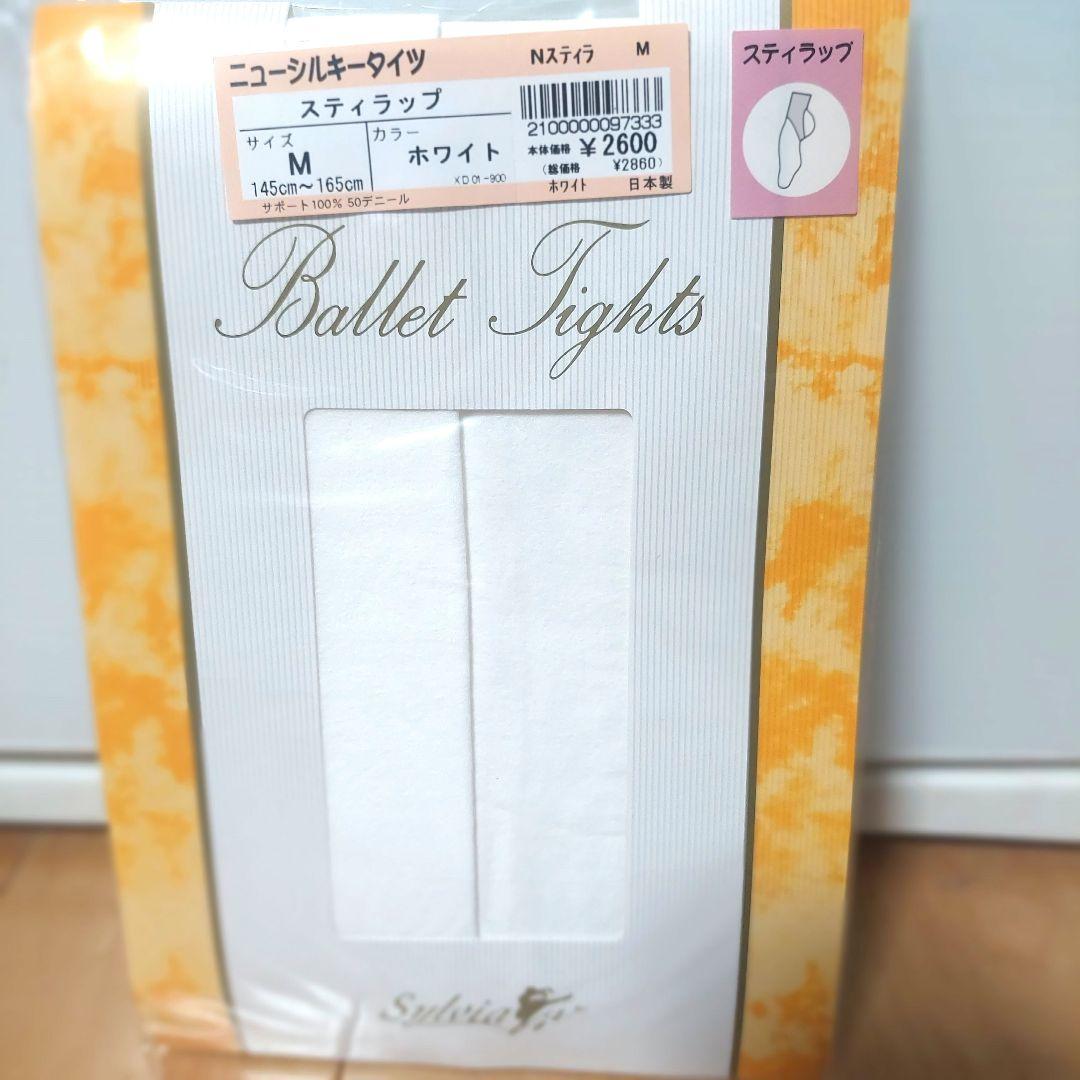 ニューシルキータイツ
Nスティラ M
スティラップ
サイズ
M
145cm～165cm
カラー
ホワイト
XD01-900
サポート100% 50デニール
2100000097333
本体価格 ¥2600
(総価格 ¥2860)
ホワイト 日本製
スティラップ
Ballet Tights
Sylvia